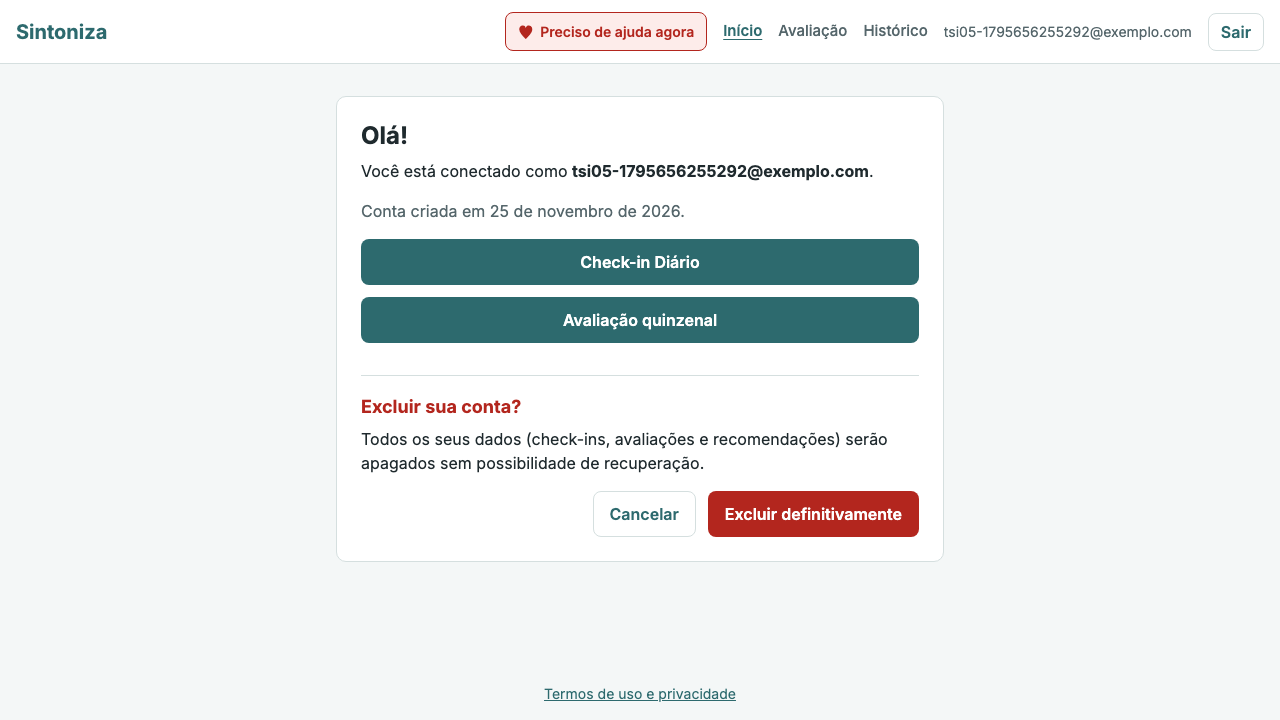 Sintoniza
Preciso de ajuda agora
Início
Avaliação
Histórico
tsi05-1795656255292@exemplo.com
Sair
Olá!
Você está conectado como tsi05-1795656255292@exemplo.com.
Conta criada em 25 de novembro de 2026.
Check-in Diário
Avaliação quinzenal
Excluir sua conta?
Todos os seus dados (check-ins, avaliações e recomendações) serão
apagados sem possibilidade de recuperação.
Cancelar
Excluir definitivamente
Termos de uso e privacidade